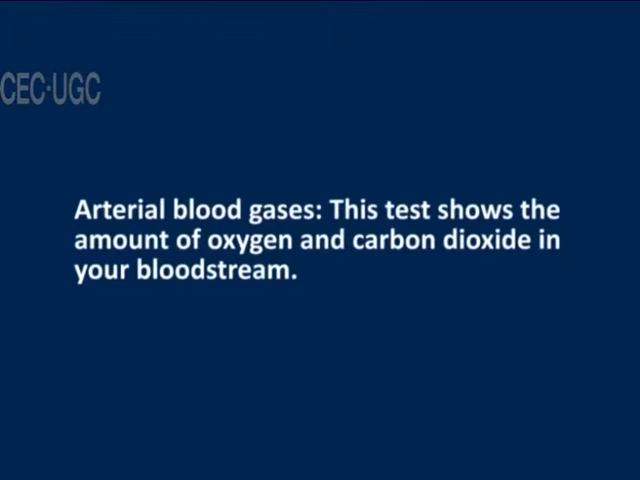 CEC·UGC
Arterial blood gases: This test shows the
amount of oxygen and carbon dioxide in
your bloodstream.